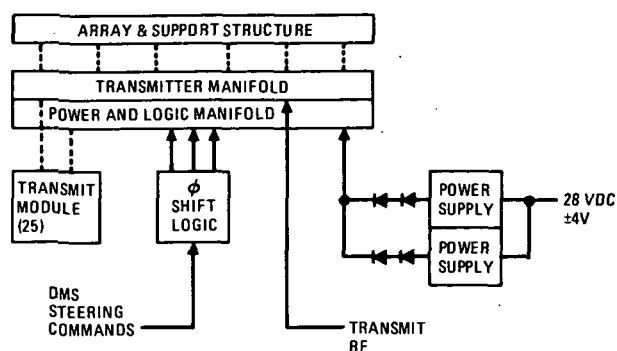 ARRAY & SUPPORT STRUCTURE
TRANSMITTER MANIFOLD
POWER AND LOGIC MANIFOLD
TRANSMIT
MODULE
(25)
ϕ
SHIFT
LOGIC
POWER
SUPPLY
POWER
SUPPLY
28 VDC
±4V
DMS
STEERING
COMMANDS
TRANSMIT
RF